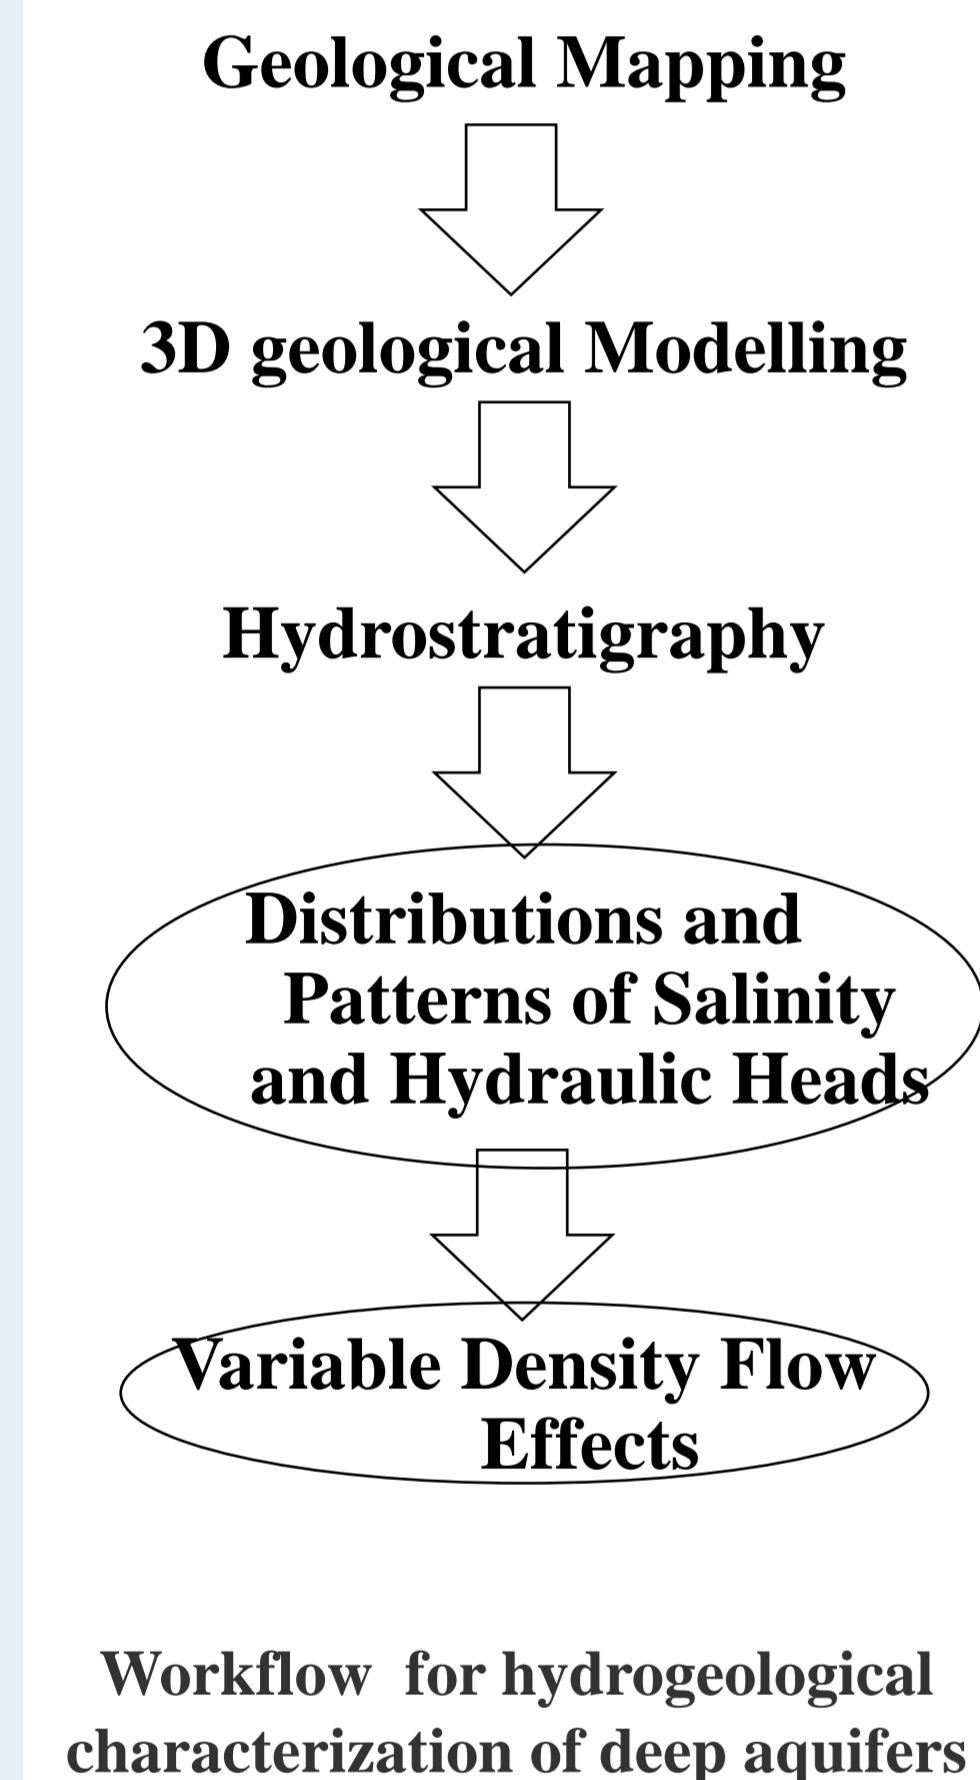 Geological Mapping
3D geological Modelling
Hydrostratigraphy
Distributions and
Patterns of Salinity
and Hydraulic Heads
Variable Density Flow
Effects
Workflow for hydrogeological
characterization of deep aquifers